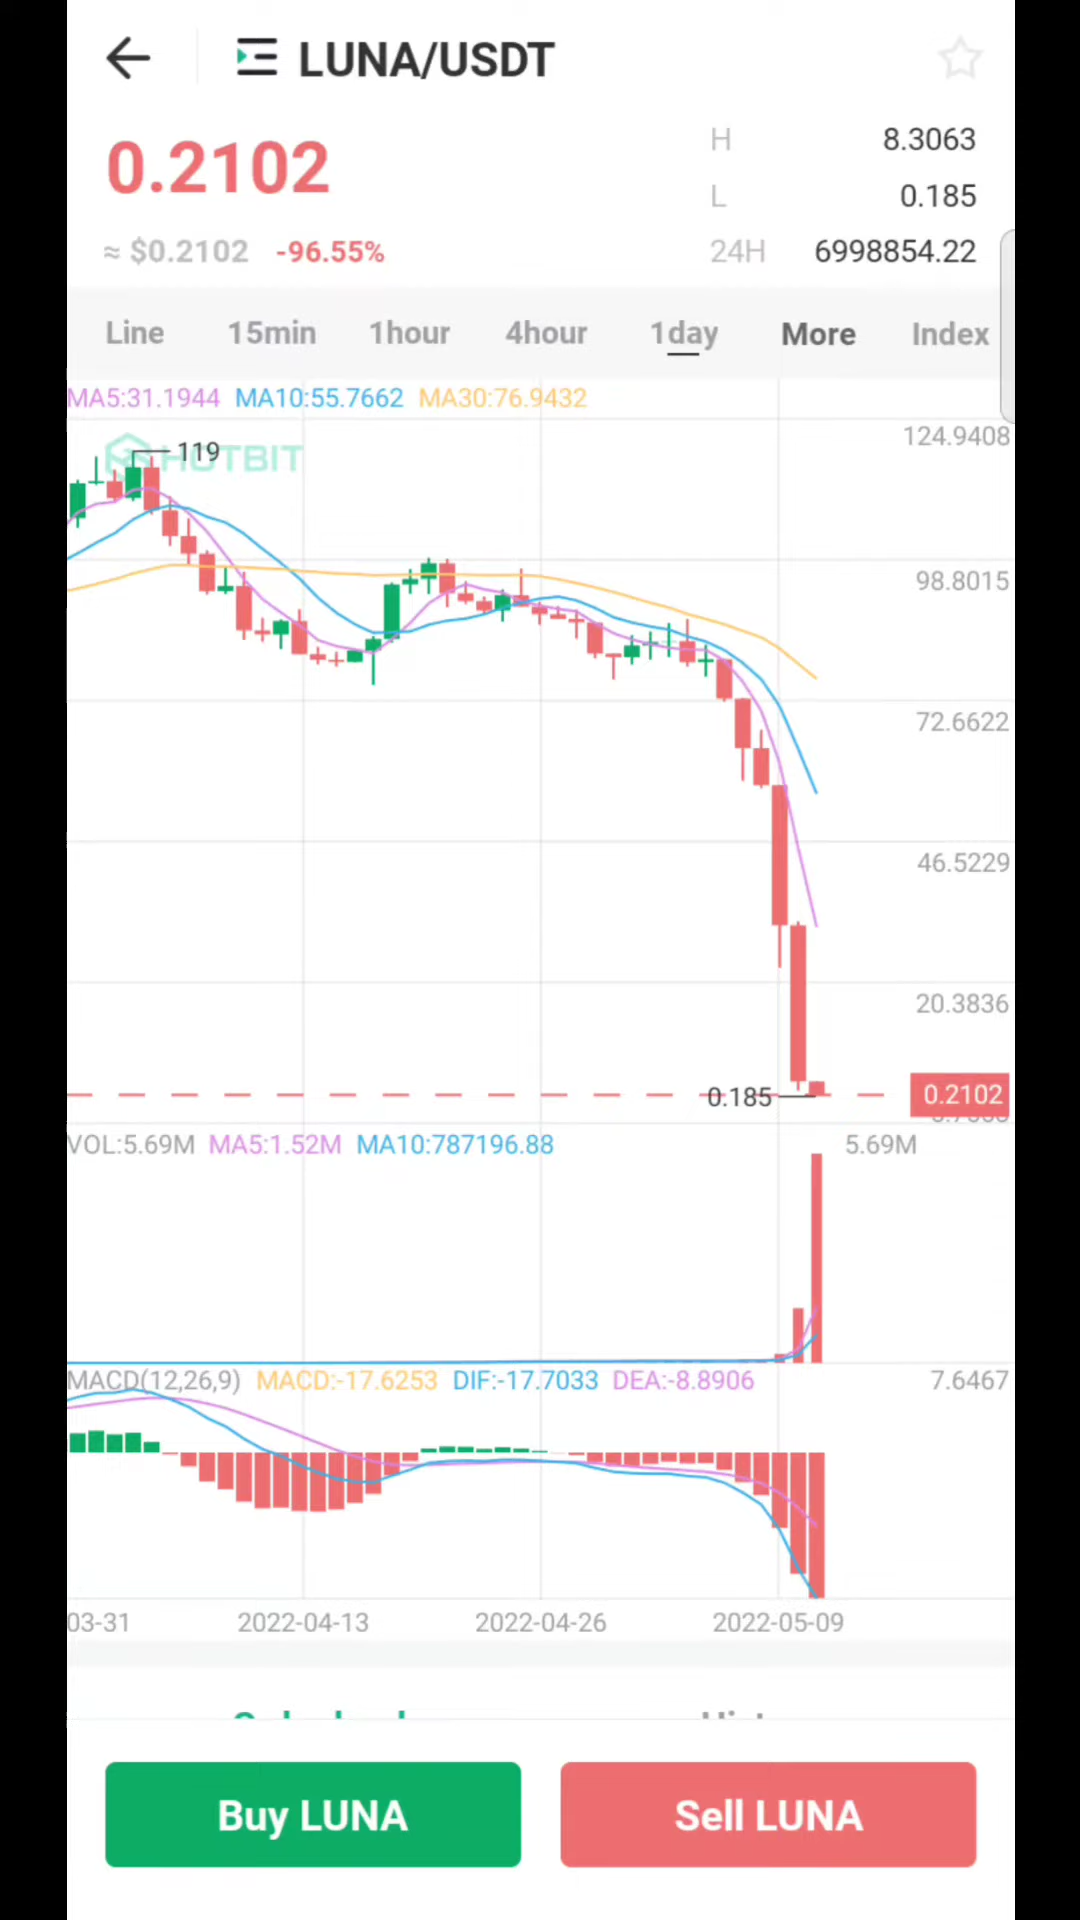 LUNA/USDT
0.2102
H 8.3063
L 0.185
≈ $0.2102 -96.55%
24H 6998854.22
Line 15min 1hour 4hour 1day More Index
MA5:31.1944 MA10:55.7662 MA30:76.9432
124.9408
119
HOTBIT
98.8015
72.6622
46.5229
20.3836
0.185
0.2102
VOL:5.69M MA5:1.52M MA10:787196.88 5.69M
MACD(12,26,9) MACD:-17.6253 DIF:-17.7033 DEA:-8.8906 7.6467
03-31 2022-04-13 2022-04-26 2022-05-09
Buy LUNA Sell LUNA